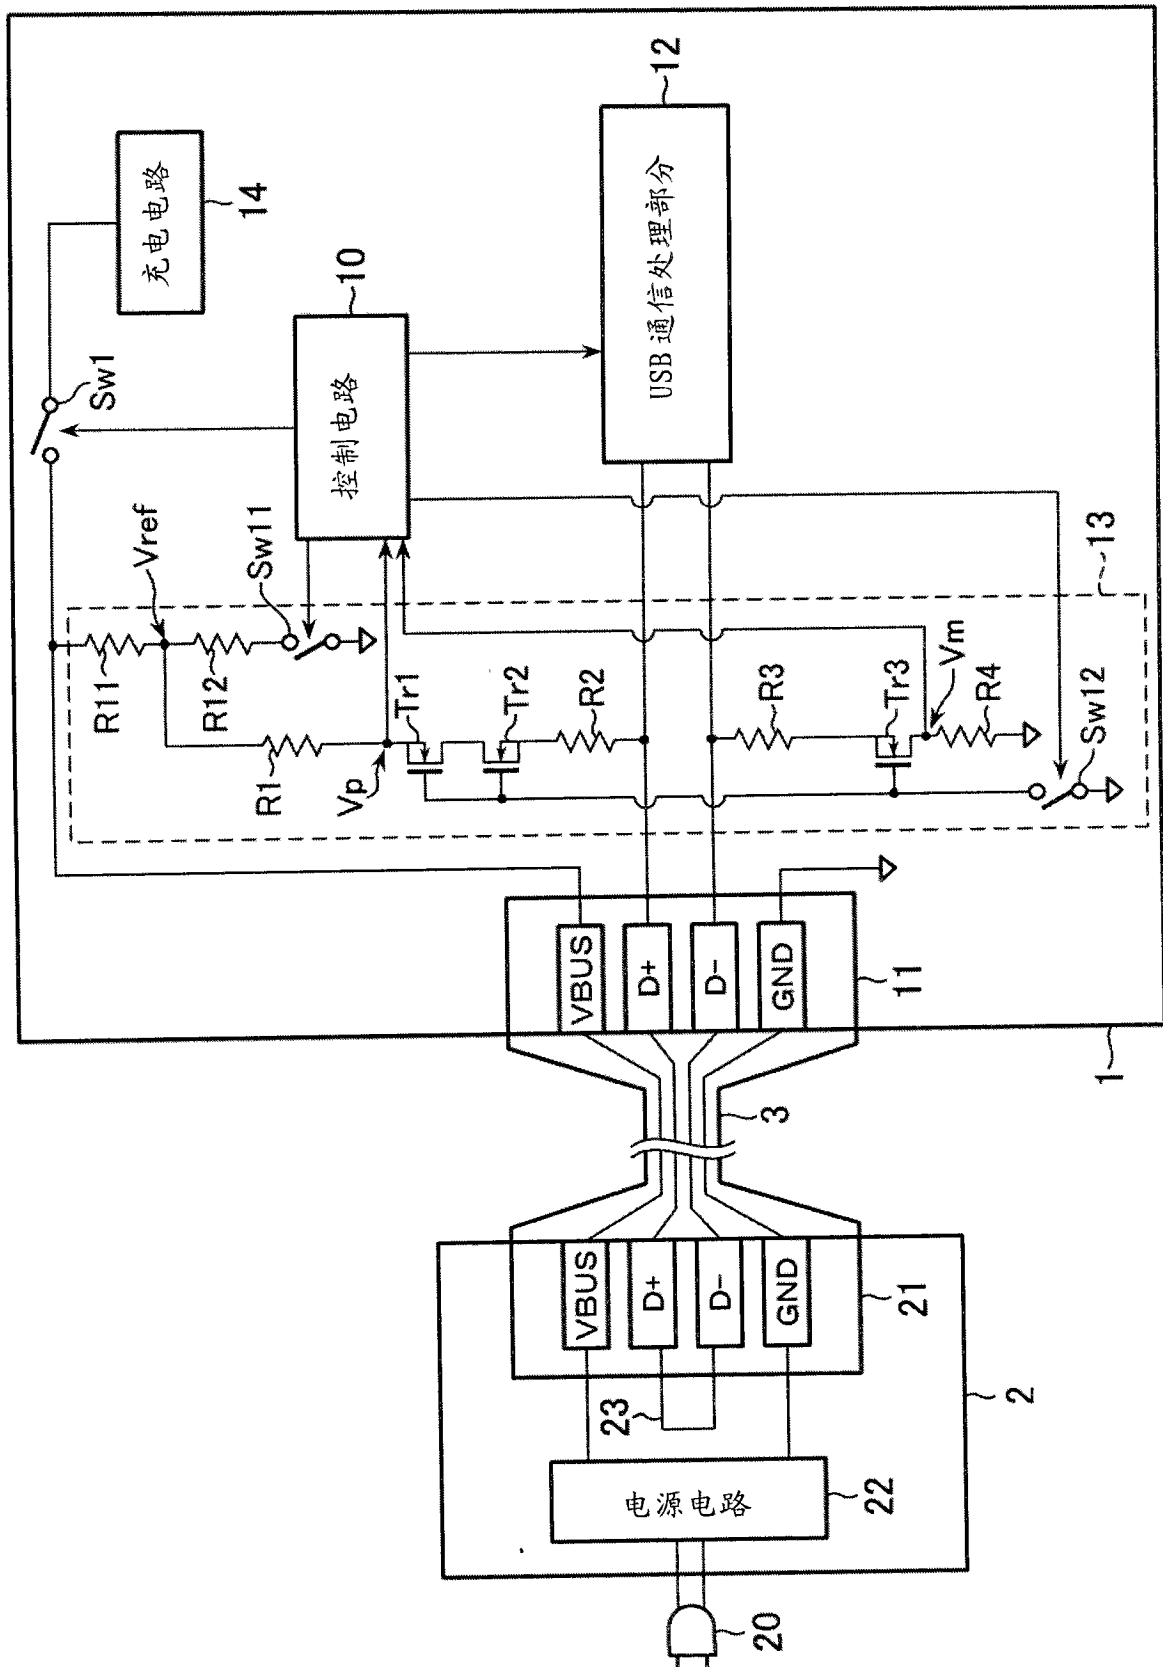 充电电路
14
Sw1
控制电路
10
USB通信处理部分
12
Vref
R11
R12
Sw11
R1
Vp
Tr1
Tr2
R2
R3
Tr3
Vm
R4
Sw12
13
VBUS
D+
D-
GND
11
1
3
VBUS
D+
D-
GND
21
23
2
电源电路
22
20